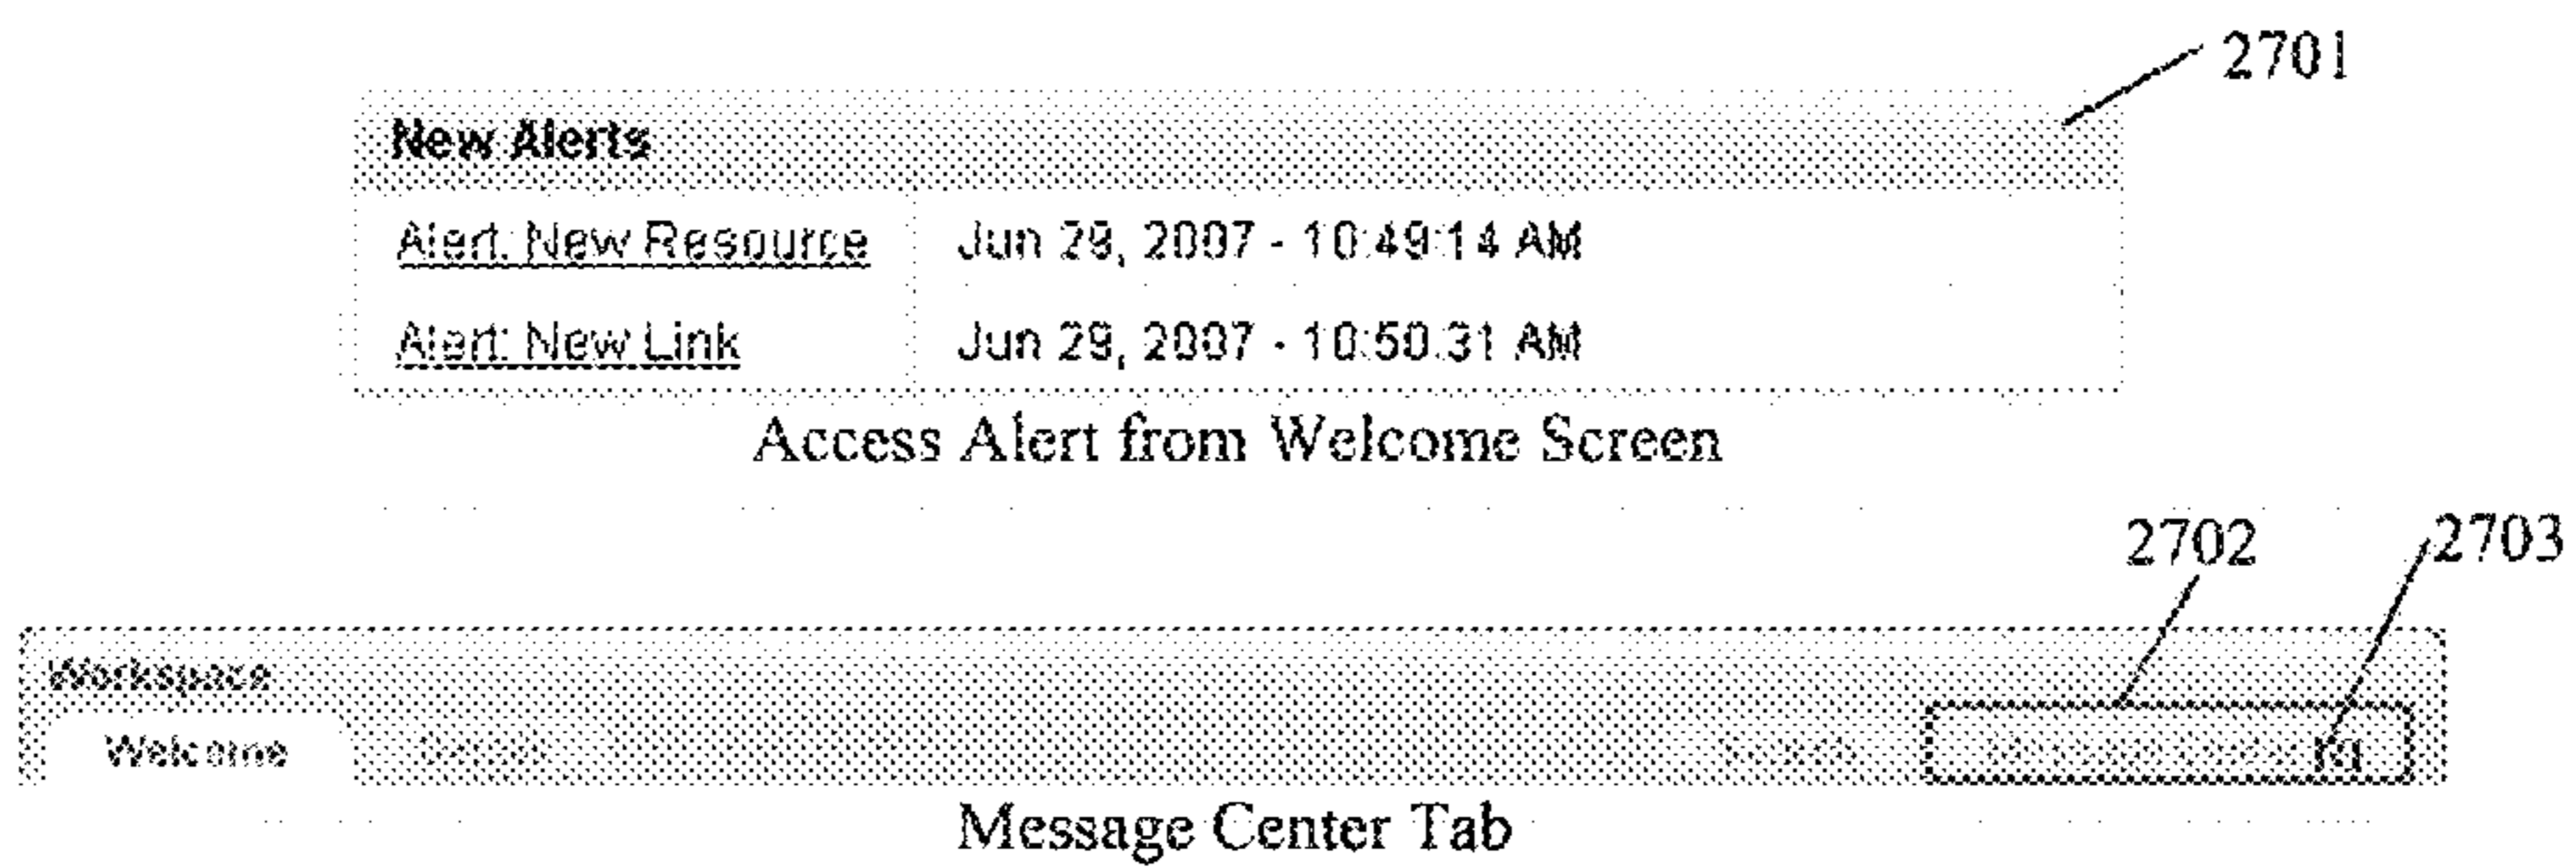 2701
New Alerts
Alert: New Resource Jun 29, 2007 - 10:49:14 AM
Alert: New Link Jun 29, 2007 - 10:50:31 AM
Access Alert from Welcome Screen
2702 2703
Workspace
Welcome Search
Message Center Tab